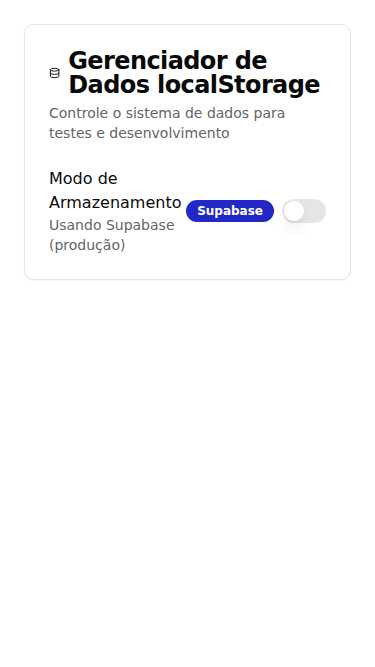 Gerenciador de
Dados localStorage
Controle o sistema de dados para
testes e desenvolvimento
Modo de
Armazenamento
Usando Supabase
(produção)
Supabase